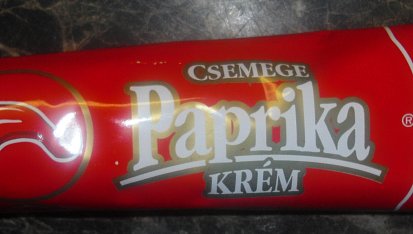 CSEMEGE
Paprika
KRÉM
®